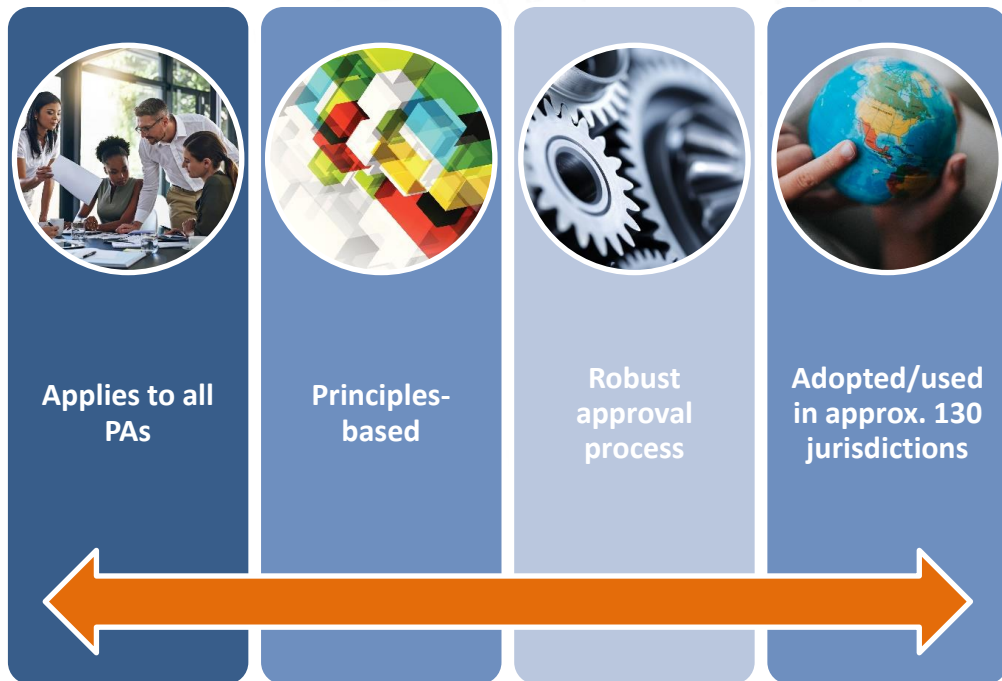 Applies to all
PAs
Principles-
based
Robust
approval
process
Adopted/used
in approx. 130
jurisdictions